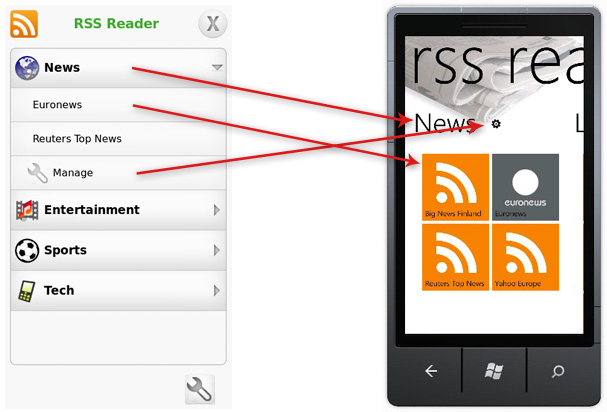 RSS Reader
X
News
Euronews
Reuters Top News
Manage
Entertainment
Sports
Tech
rss rea
News
L
Big News Finland
euronews
Euronews
Reuters Top News
Yahoo Europe